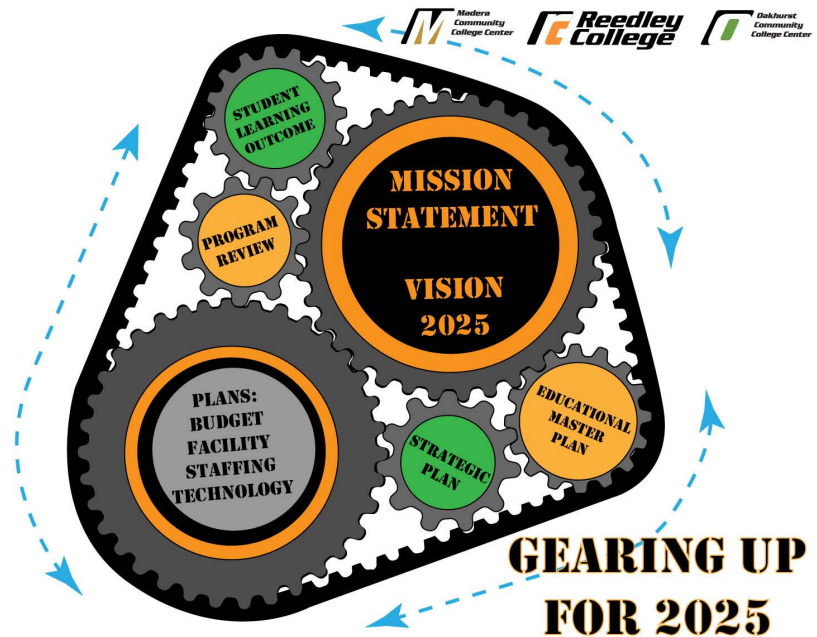 Madera
Community
College Center
Reedley
College
Oakhurst
Community
College Center
STUDENT
LEARNING
OUTCOME
MISSION
STATEMENT
VISION
2025
PROGRAM
REVIEW
PLANS:
BUDGET
FACILITY
STAFFING
TECHNOLOGY
STRATEGIC
PLAN
EDUCATIONAL
MASTER
PLAN
GEARING UP
FOR 2025